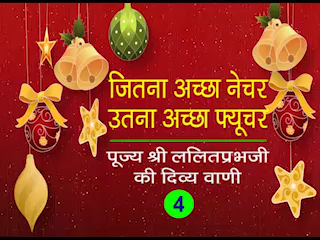 जितना अच्छा नेचर
उतना अच्छा फ्यूचर
पूज्य श्री ललितप्रभजी
की दिव्य वाणी
4